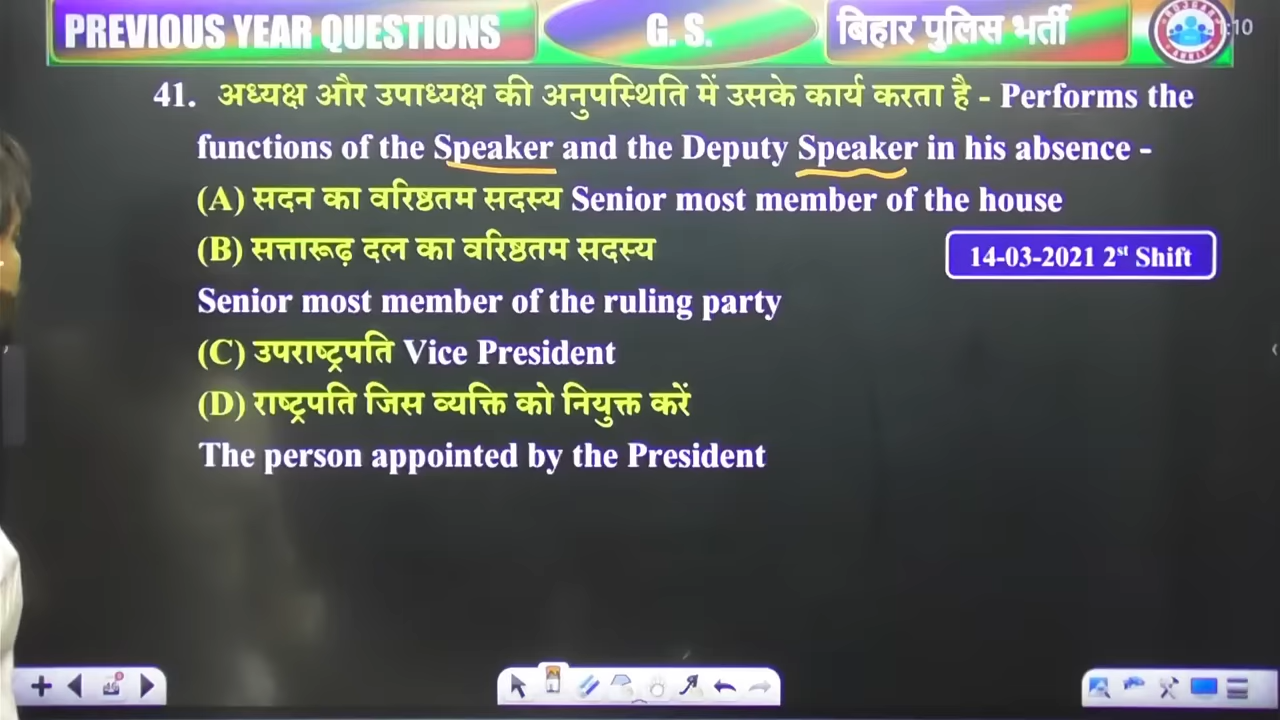 PREVIOUS YEAR QUESTIONS
G. S.
बिहार पुलिस भर्ती
:10
41. अध्यक्ष और उपाध्यक्ष की अनुपस्थिति में उसके कार्य करता है - Performs the
functions of the Speaker and the Deputy Speaker in his absence -
(A) सदन का वरिष्ठतम सदस्य Senior most member of the house
(B) सत्तारूढ़ दल का वरिष्ठतम सदस्य
14-03-2021 2st Shift
Senior most member of the ruling party
(C) उपराष्ट्रपति Vice President
(D) राष्ट्रपति जिस व्यक्ति को नियुक्त करें
The person appointed by the President